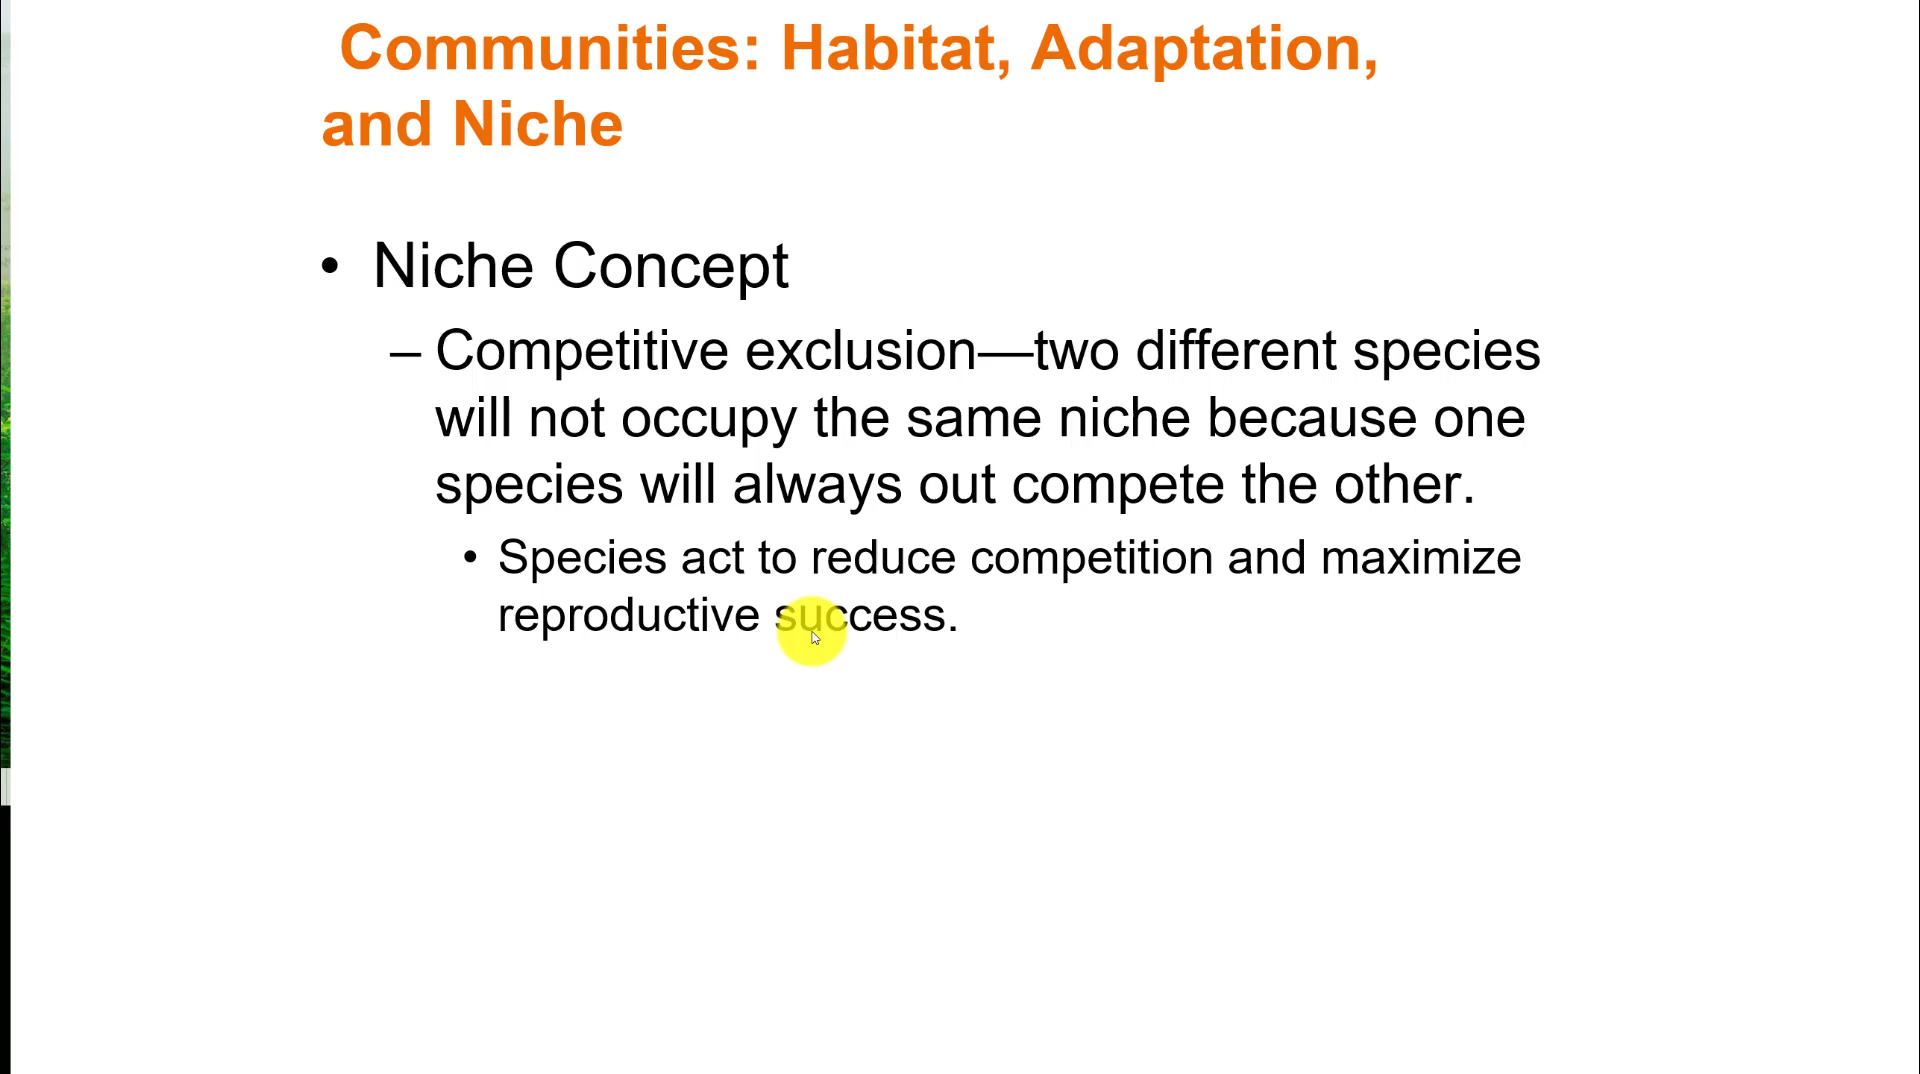 Communities: Habitat, Adaptation,
and Niche
• Niche Concept
– Competitive exclusion—two different species
will not occupy the same niche because one
species will always out compete the other.
• Species act to reduce competition and maximize
reproductive success.